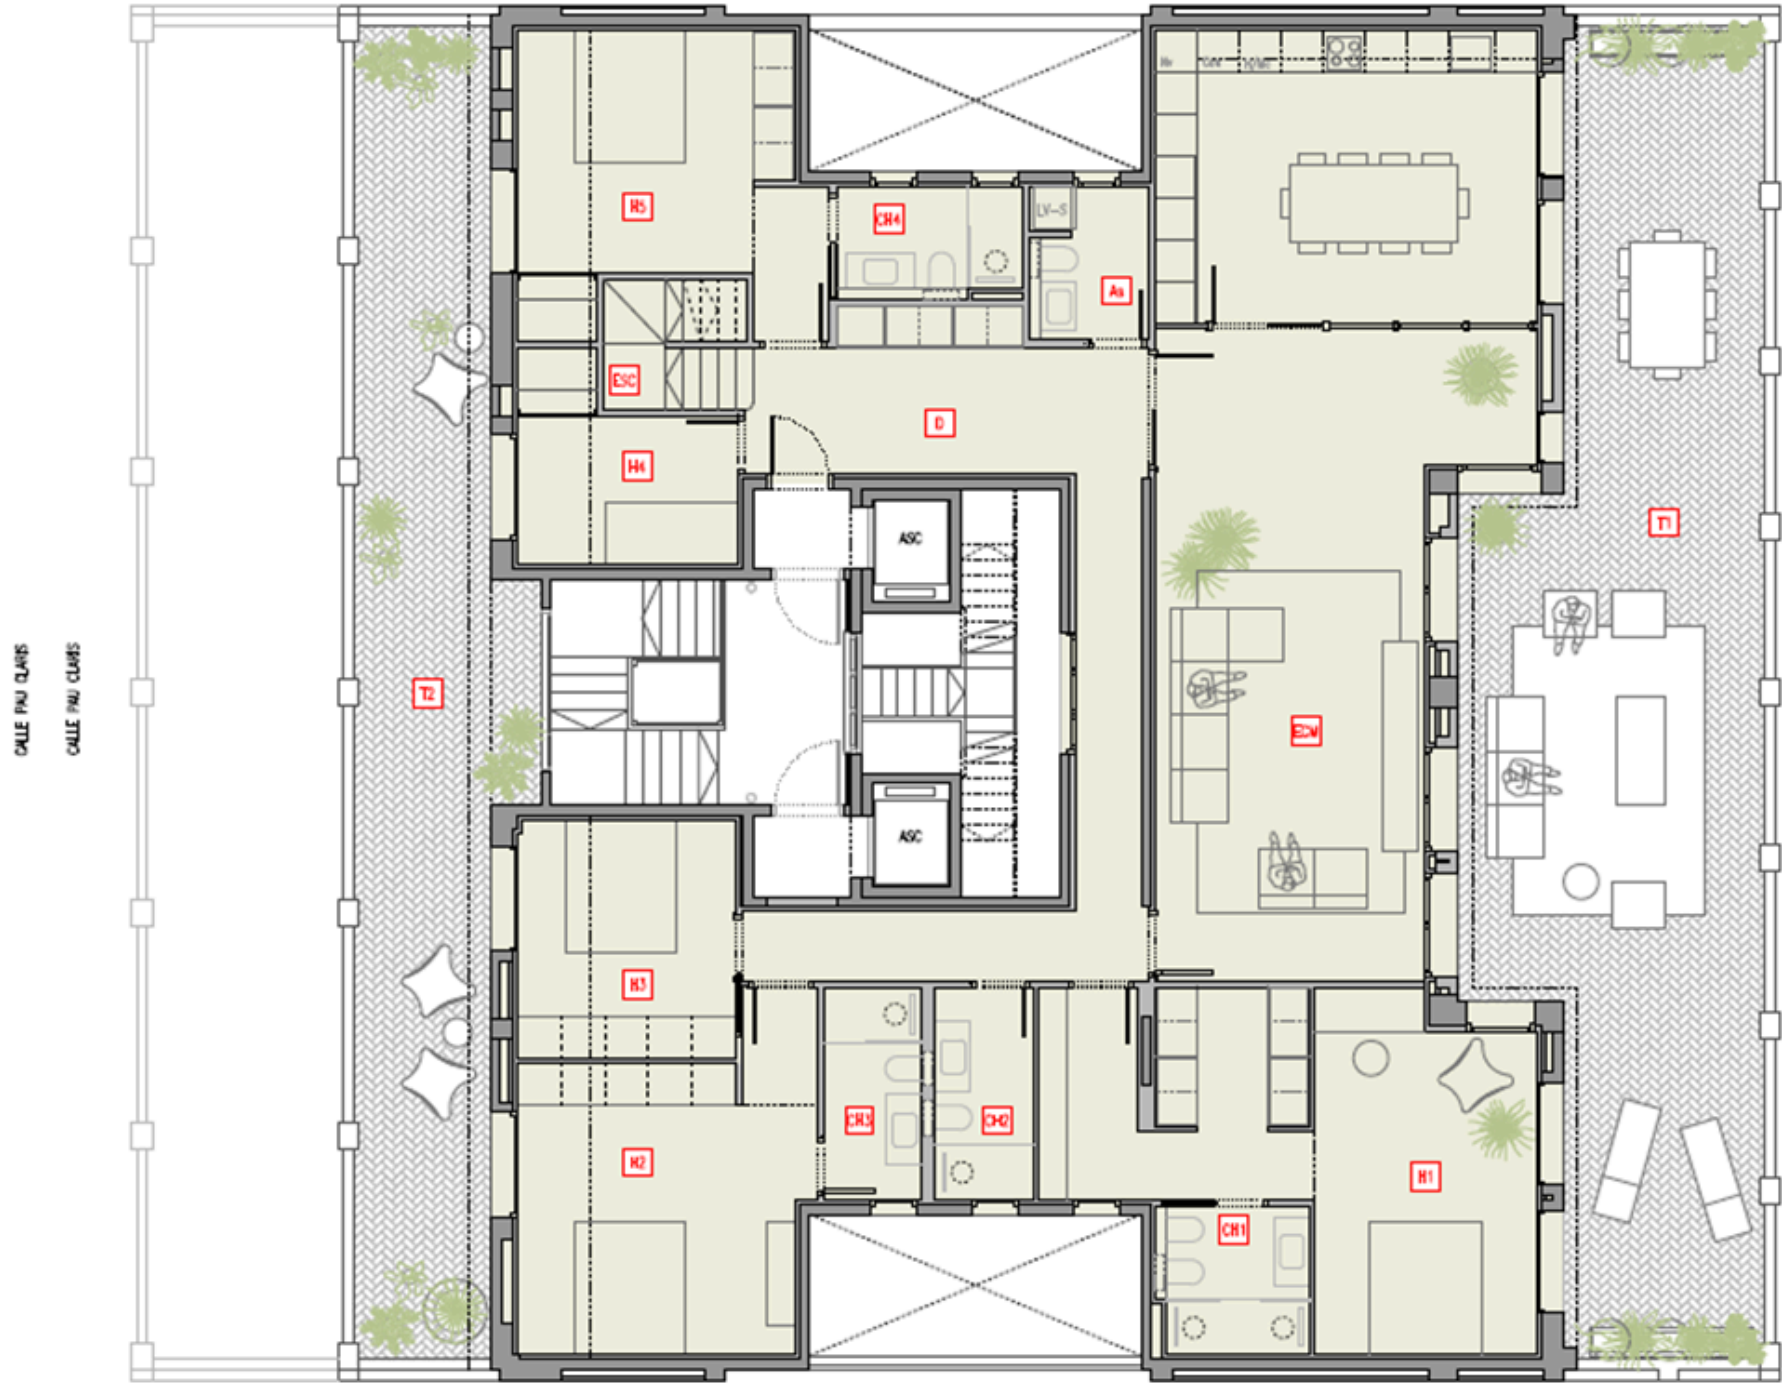 H5
CH4
LV-S
As
ESC
D
H4
ASC
T1
T2
CALLE PAU CLARIS
CALLE PAU CLARIS
ECM
ASC
H3
CH3
CH2
H2
H1
CH1